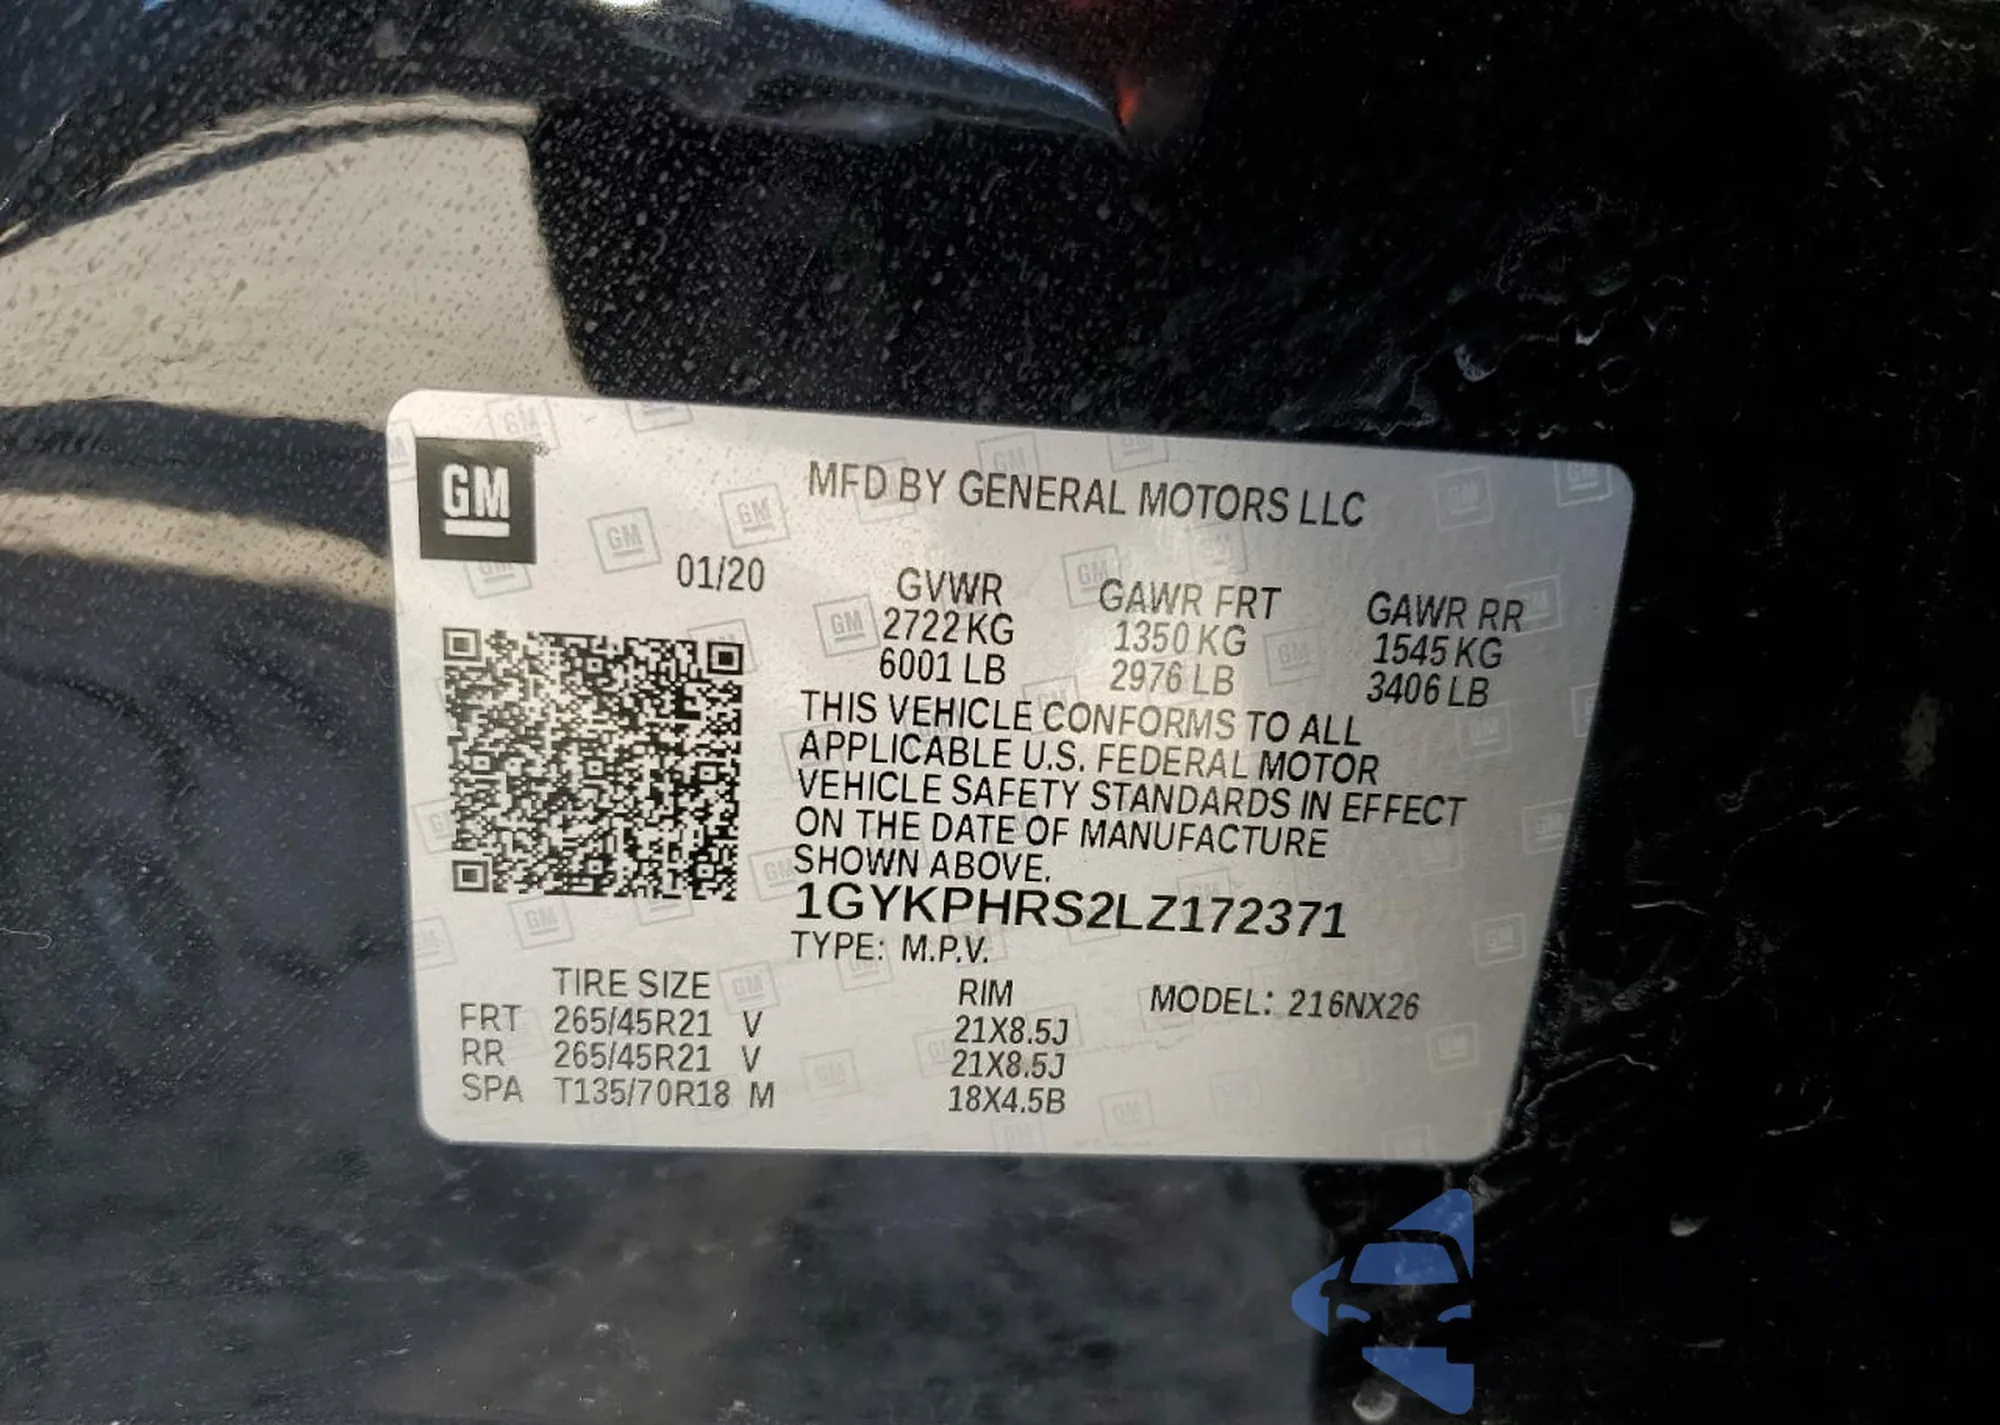 GM
MFD BY GENERAL MOTORS LLC
01/20
GVWR GAWR FRT GAWR RR
2722 KG 1350 KG 1545 KG
6001 LB 2976 LB 3406 LB
THIS VEHICLE CONFORMS TO ALL
APPLICABLE U.S. FEDERAL MOTOR
VEHICLE SAFETY STANDARDS IN EFFECT
ON THE DATE OF MANUFACTURE
SHOWN ABOVE.
1GYKPHRS2LZ172371
TYPE: M.P.V.
TIRE SIZE RIM MODEL: 216NX26
FRT 265/45R21 V 21X8.5J
RR 265/45R21 V 21X8.5J
SPA T135/70R18 M 18X4.5B